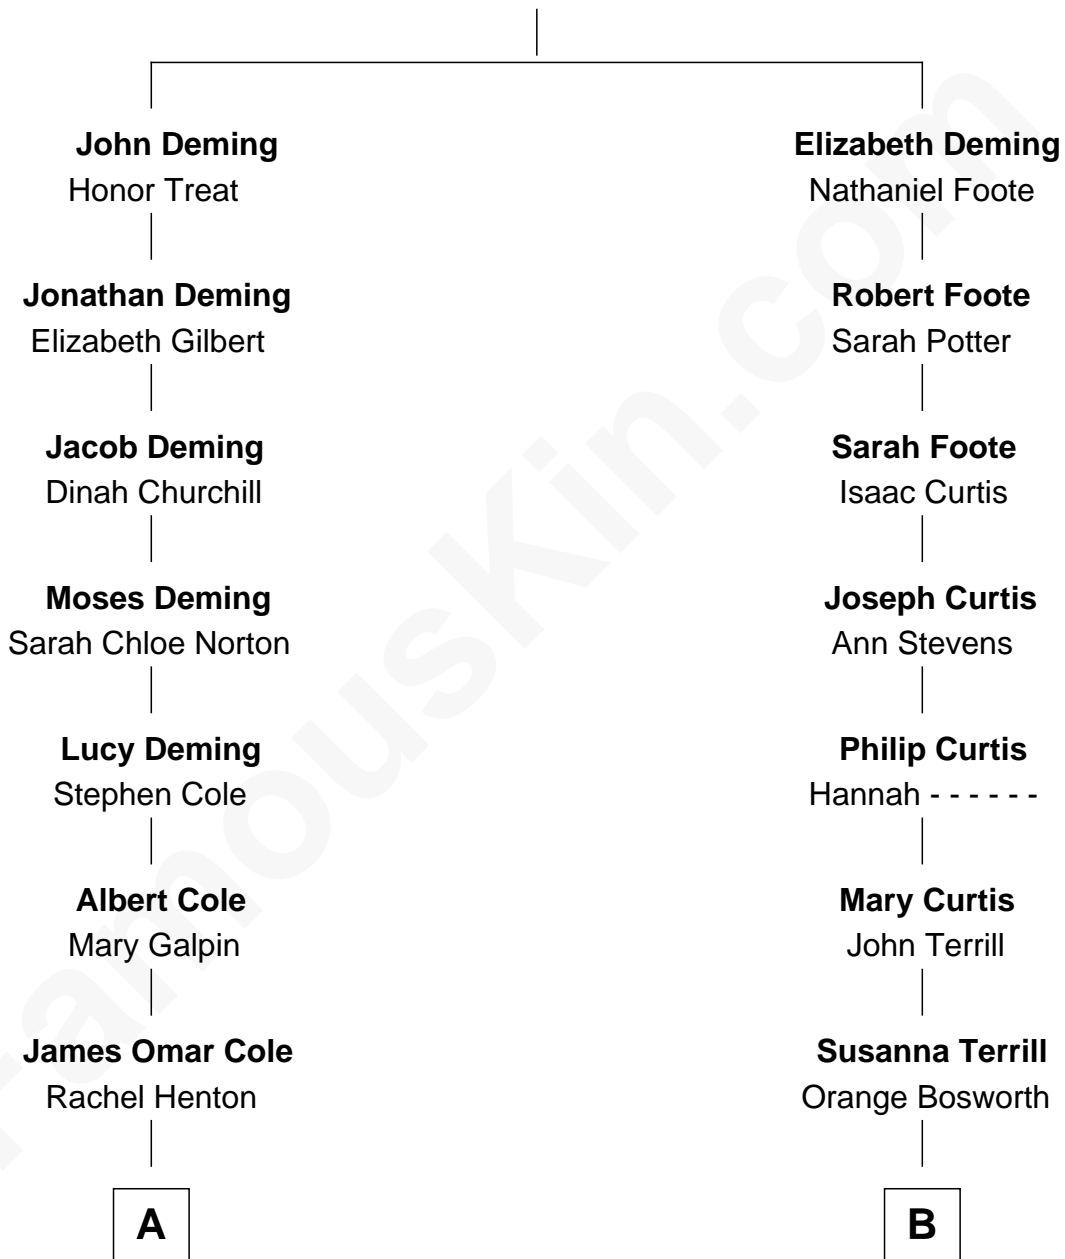 John Deming
Honor Treat
Jonathan Deming
Elizabeth Gilbert
Jacob Deming
Dinah Churchill
Moses Deming
Sarah Chloe Norton
Lucy Deming
Stephen Cole
Albert Cole
Mary Galpin
James Omar Cole
Rachel Henton
A
Elizabeth Deming
Nathaniel Foote
Robert Foote
Sarah Potter
Sarah Foote
Isaac Curtis
Joseph Curtis
Ann Stevens
Philip Curtis
Hannah - - - - - -
Mary Curtis
John Terrill
Susanna Terrill
Orange Bosworth
B
FamousKin.com